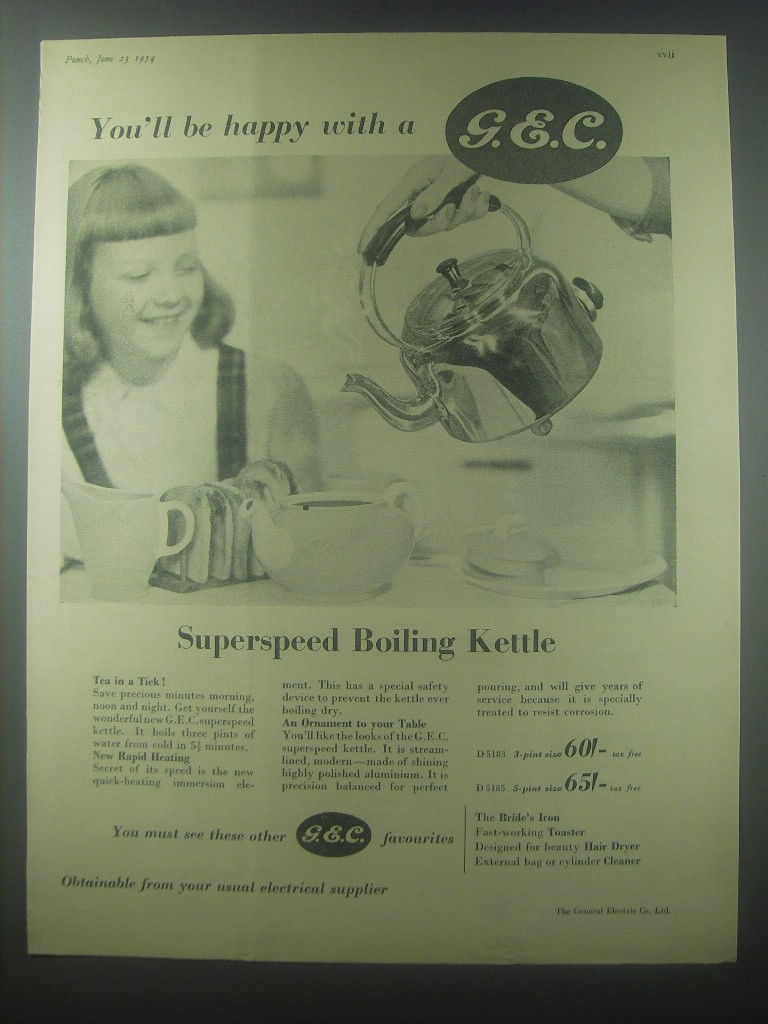 Punch, June 23 1954
xvii
You'll be happy with a G.E.C.
Superspeed Boiling Kettle
Tea in a Tick!
Save precious minutes morning,
noon and night. Get yourself the
wonderful new G.E.C. superspeed
kettle. It boils three pints of
water from cold in 5¾ minutes.
New Rapid Heating
Secret of its speed is the new
quick-heating immersion ele-
ment. This has a special safety
device to prevent the kettle ever
boiling dry.
An Ornament to your Table
You'll like the looks of the G.E.C.
superspeed kettle. It is stream-
lined, modern—made of shining
highly polished aluminium. It is
precision balanced for perfect
pouring, and will give years of
service because it is specially
treated to resist corrosion.
D5183 3-pint size 60/- tax free
D5185 5-pint size 65/- tax free
You must see these other G.E.C. favourites
The Bride's Iron
Fast-working Toaster
Designed for beauty Hair Dryer
External bag or cylinder Cleaner
Obtainable from your usual electrical supplier
The General Electric Co. Ltd.